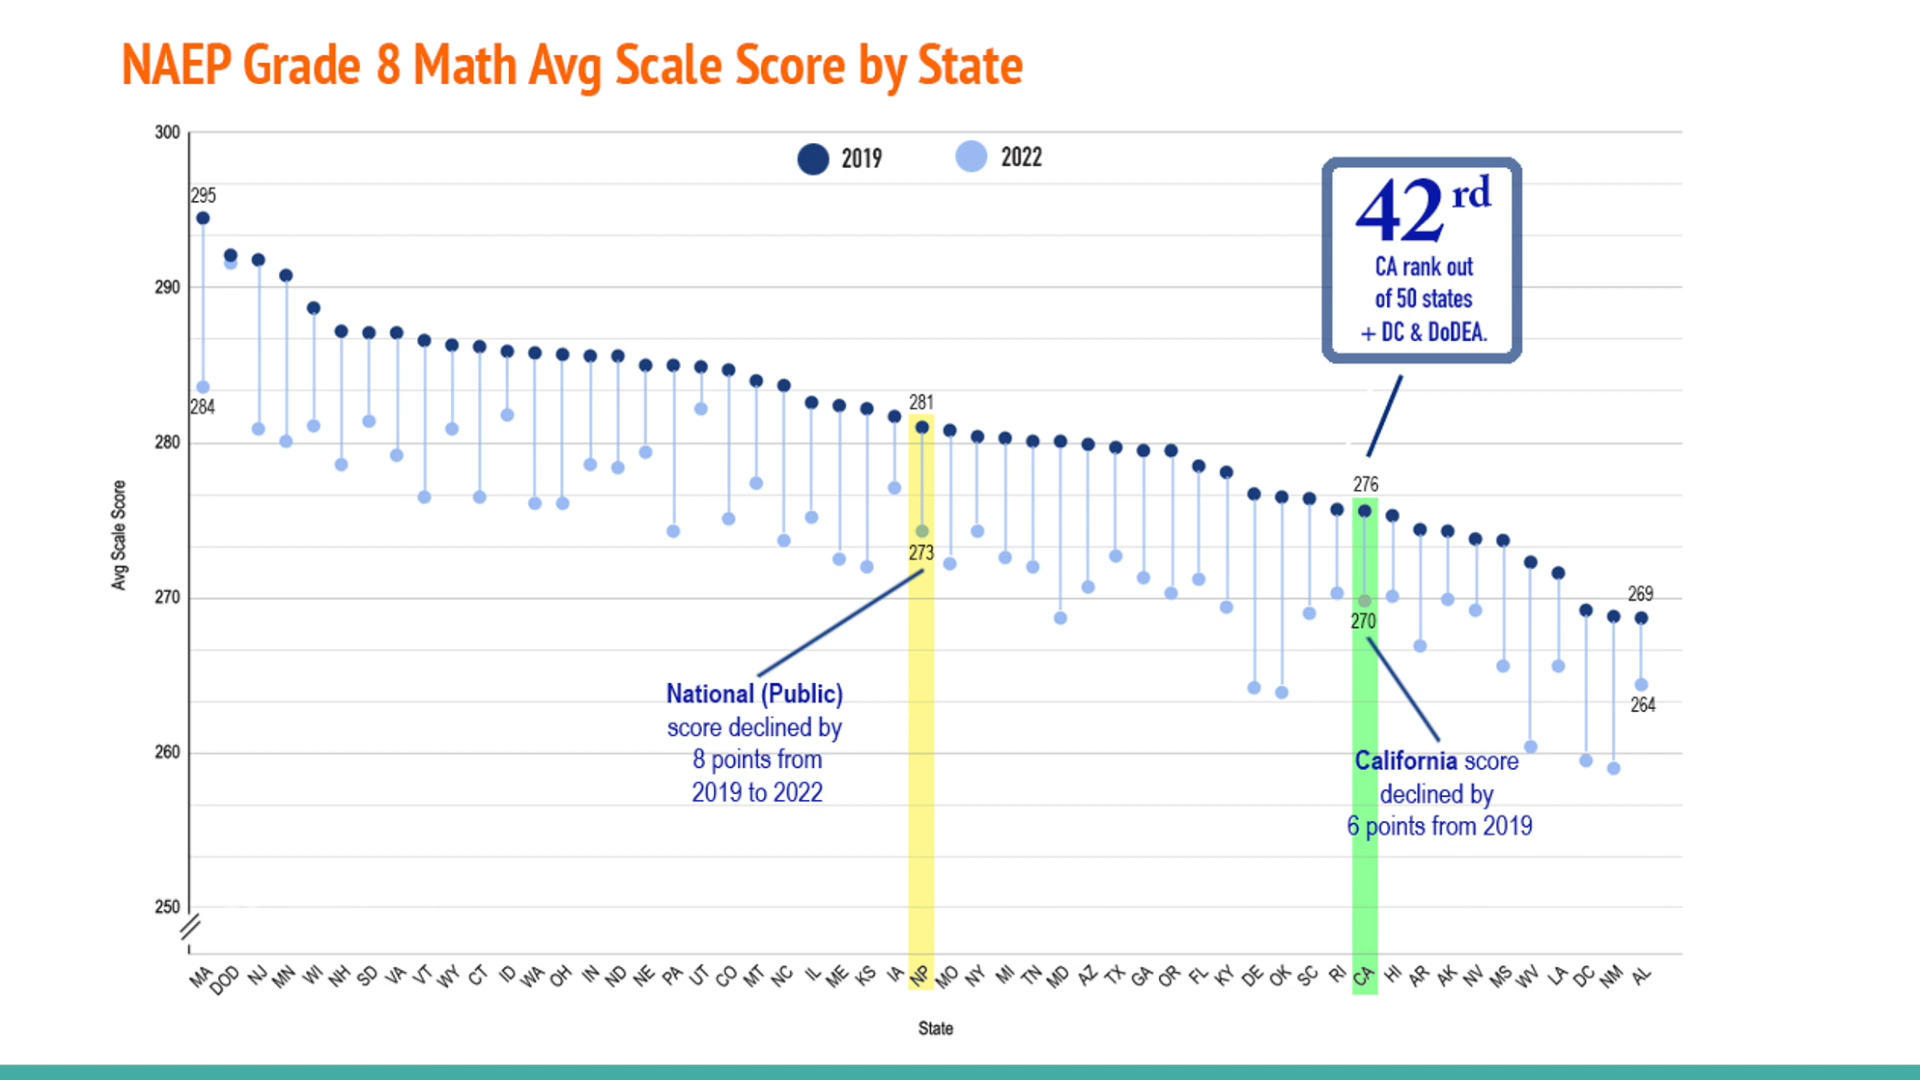 NAEP Grade 8 Math Avg Scale Score by State
300
2019
2022
295
290
284
280
270
260
250
Avg Scale Score
281
273
National (Public)
score declined by
8 points from
2019 to 2022
42rd
CA rank out
of 50 states
+ DC & DoDEA.
276
270
California score
declined by
6 points from 2019
269
264
MA DOD NJ MN WI NH SD VA VT WY CT ID WA OH IN ND NE PA UT CO MT NC IL ME KS IA NP MO NY MI TN MD AZ TX GA OR FL KY DE OK SC RI CA HI AR AK NV MS WV LA DC NM AL
State